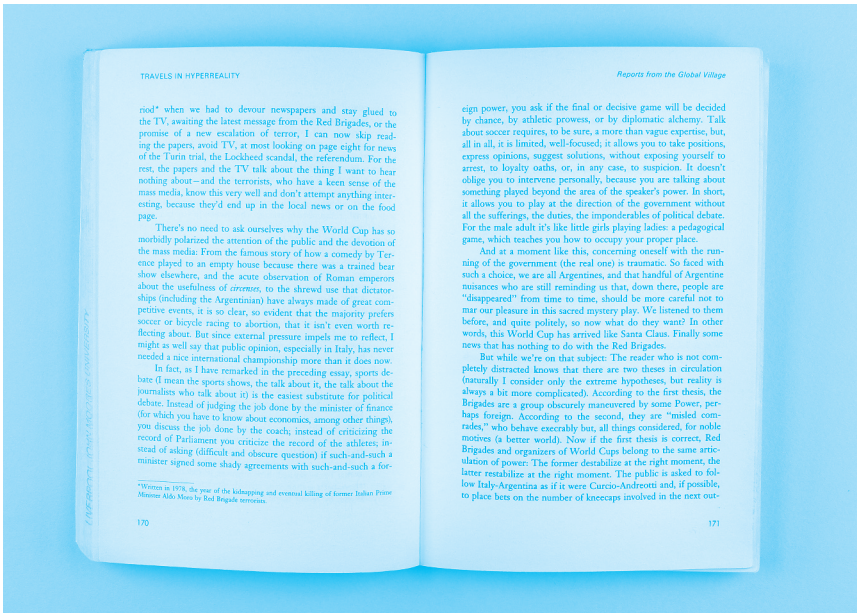 TRAVELS IN HYPERREALITY
riod* when we had to devour newspapers and stay glued to
the TV, awaiting the latest message from the Red Brigades, or the
promise of a new escalation of terror, I can now skip read-
ing the papers, avoid TV, at most looking on page eight for news
of the Turin trial, the Lockheed scandal, the referendum. For the
rest, the papers and the TV talk about the thing I want to hear
nothing about—and the terrorists, who have a keen sense of the
mass media, know this very well and don't attempt anything inter-
esting, because they'd end up in the local news or on the food
page.
There's no need to ask ourselves why the World Cup has so
morbidly polarized the attention of the public and the devotion of
the mass media: From the famous story of how a comedy by Ter-
ence played to an empty house because there was a trained bear
show elsewhere, and the acute observation of Roman emperors
about the usefulness of circenses, to the shrewd use that dictator-
ships (including the Argentinian) have always made of great com-
petitive events, it is so clear, so evident that the majority prefers
soccer or bicycle racing to abortion, that it isn't even worth re-
flecting about. But since external pressure impels me to reflect, I
might as well say that public opinion, especially in Italy, has never
needed a nice international championship more than it does now.
In fact, as I have remarked in the preceding essay, sports de-
bate (I mean the sports shows, the talk about it, the talk about the
journalists who talk about it) is the easiest substitute for political
debate. Instead of judging the job done by the minister of finance
(for which you have to know about economics, among other things),
you discuss the job done by the coach; instead of criticizing the
record of Parliament you criticize the record of the athletes; in-
stead of asking (difficult and obscure question) if such-and-such a
minister signed some shady agreements with such-and-such a for-
*Written in 1978, the year of the kidnapping and eventual killing of former Italian Prime
Minister Aldo Moro by Red Brigade terrorists.
170
Reports from the Global Village
eign power, you ask if the final or decisive game will be decided
by chance, by athletic prowess, or by diplomatic alchemy. Talk
about soccer requires, to be sure, a more than vague expertise, but,
all in all, it is limited, well-focused; it allows you to take positions,
express opinions, suggest solutions, without exposing yourself to
arrest, to loyalty oaths, or, in any case, to suspicion. It doesn't
oblige you to intervene personally, because you are talking about
something played beyond the area of the speaker's power. In short,
it allows you to play at the direction of the government without
all the sufferings, the duties, the imponderables of political debate.
For the male adult it's like little girls playing ladies: a pedagogical
game, which teaches you how to occupy your proper place.
And at a moment like this, concerning oneself with the run-
ning of the government (the real one) is traumatic. So faced with
such a choice, we are all Argentines, and that handful of Argentine
nuisances who are still reminding us that, down there, people are
"disappeared" from time to time, should be more careful not to
mar our pleasure in this sacred mystery play. We listened to them
before, and quite politely, so now what do they want? In other
words, this World Cup has arrived like Santa Claus. Finally some
news that has nothing to do with the Red Brigades.
But while we're on that subject: The reader who is not com-
pletely distracted knows that there are two theses in circulation
(naturally I consider only the extreme hypotheses, but reality is
always a bit more complicated). According to the first thesis, the
Brigades are a group obscurely maneuvered by some Power, per-
haps foreign. According to the second, they are "misled com-
rades," who behave execrably but, all things considered, for noble
motives (a better world). Now if the first thesis is correct, Red
Brigades and organizers of World Cups belong to the same artic-
ulation of power: The former destabilize at the right moment, the
latter restabilize at the right moment. The public is asked to fol-
low Italy-Argentina as if it were Curcio-Andreotti and, if possible,
to place bets on the number of kneecaps involved in the next out-
171